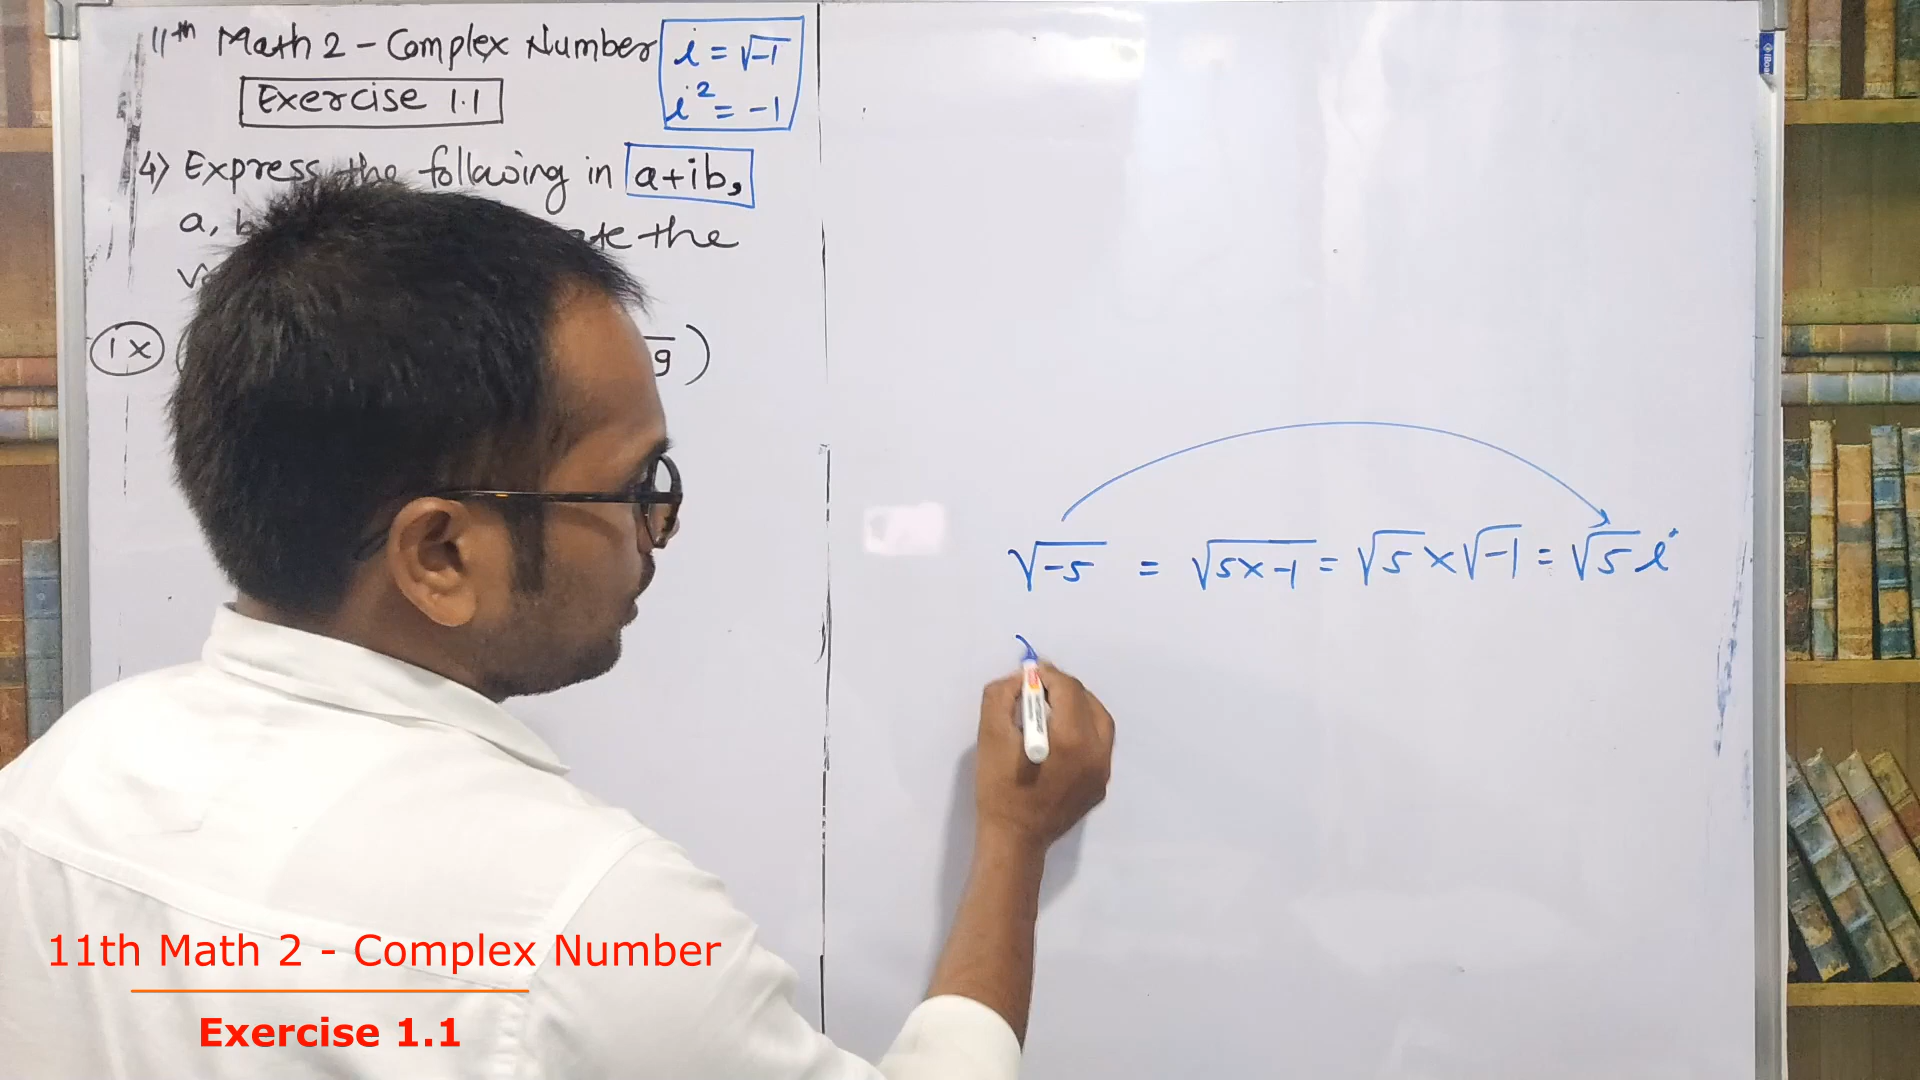 11th Math 2 - Complex Number
Exercise 1.1
i = √-1
i² = -1
4) Express the following in a+ib,
a, b the
ix ( 9 )
√-5 = √5×-1 = √5 × √-1 = √5 i
11th Math 2 - Complex Number
Exercise 1.1